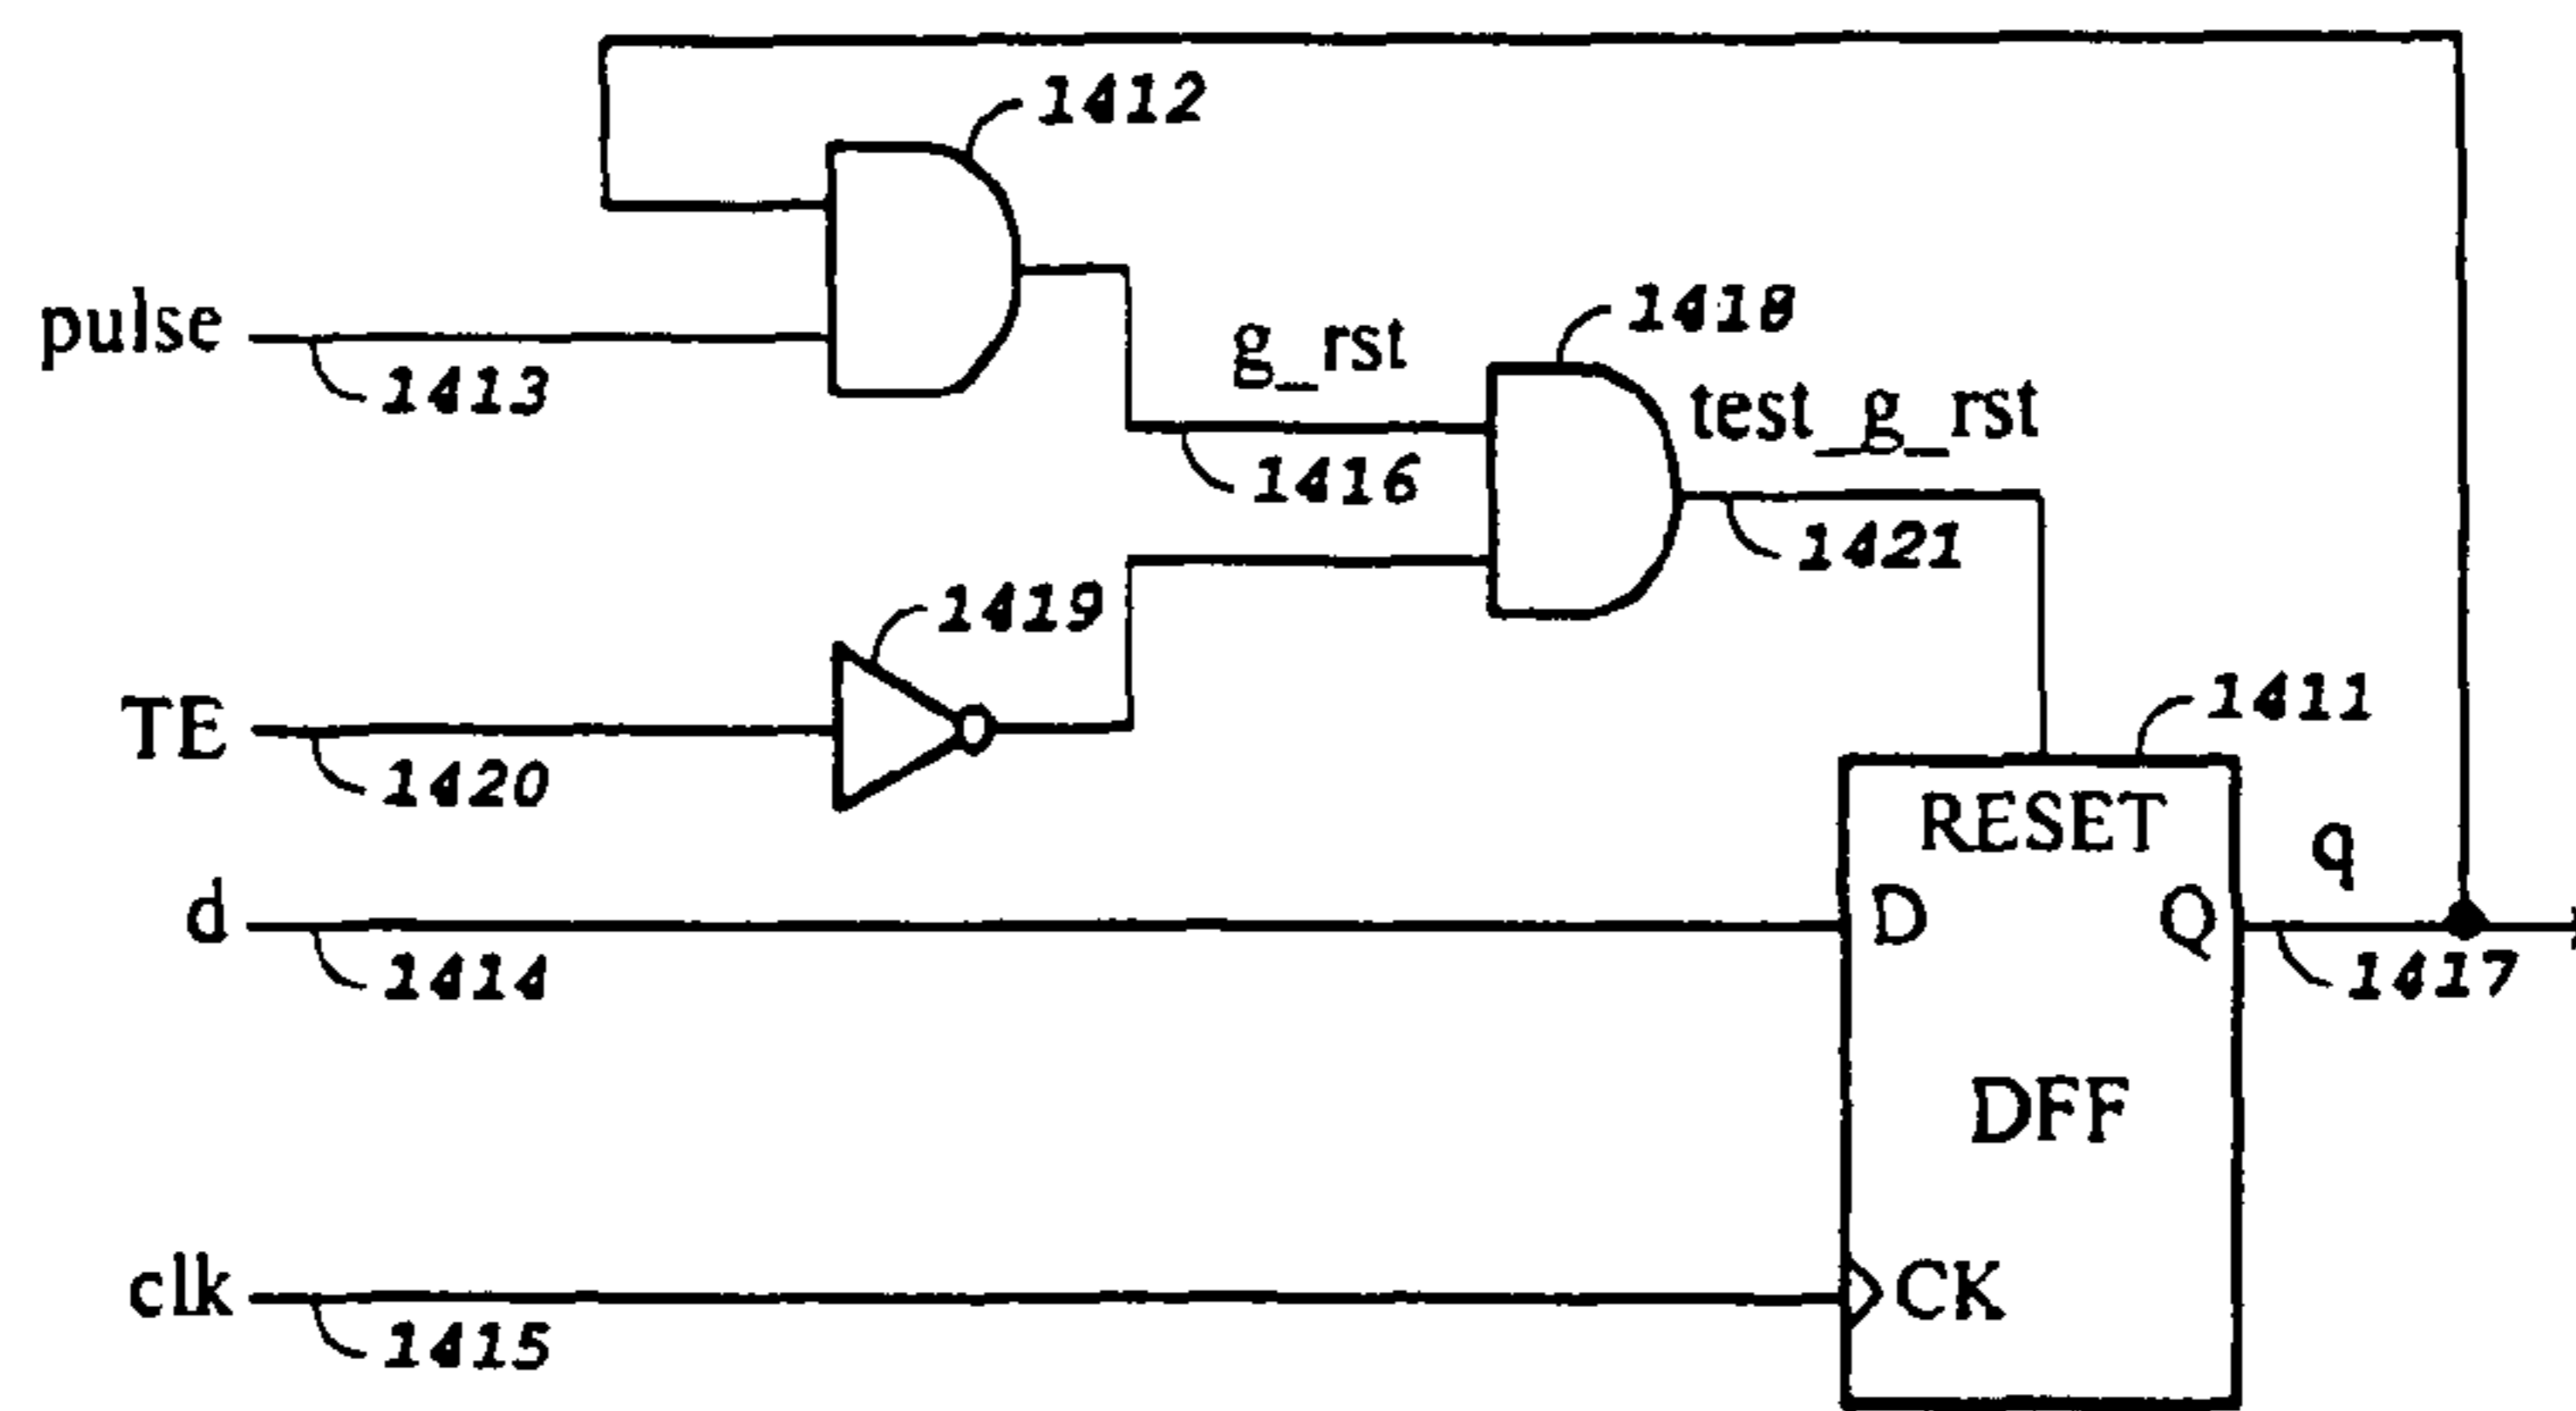 1412
pulse
1413
g_rst
1416
1418
test_g_rst
1421
1419
TE
1420
1411
RESET
d
1414
D
Q
q
1417
DFF
clk
1415
CK